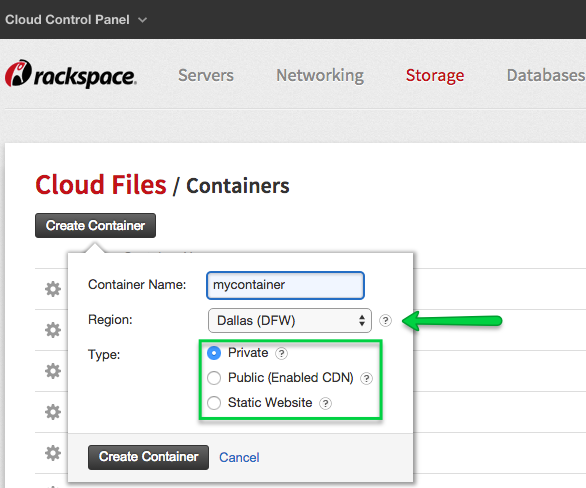 Cloud Control Panel
rackspace.
Servers
Networking
Storage
Databases
Cloud Files / Containers
Create Container
Container Name: mycontainer
Region: Dallas (DFW) ?
Type: Private ?
Public (Enabled CDN) ?
Static Website ?
Create Container Cancel